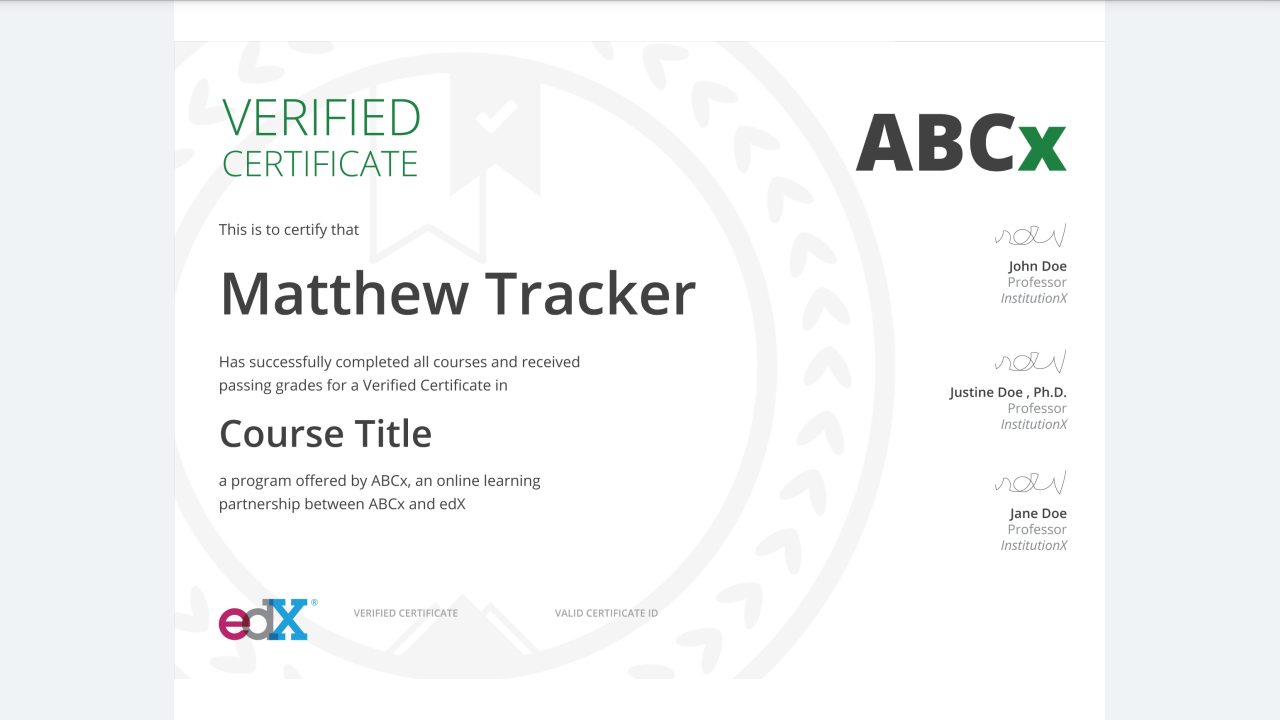 VERIFIED
CERTIFICATE
ABCx
This is to certify that
Matthew Tracker
Has successfully completed all courses and received
passing grades for a Verified Certificate in
Course Title
a program offered by ABCx, an online learning
partnership between ABCx and edX
John Doe
Professor
InstitutionX
Justine Doe , Ph.D.
Professor
InstitutionX
Jane Doe
Professor
InstitutionX
edX®
VERIFIED CERTIFICATE
VALID CERTIFICATE ID